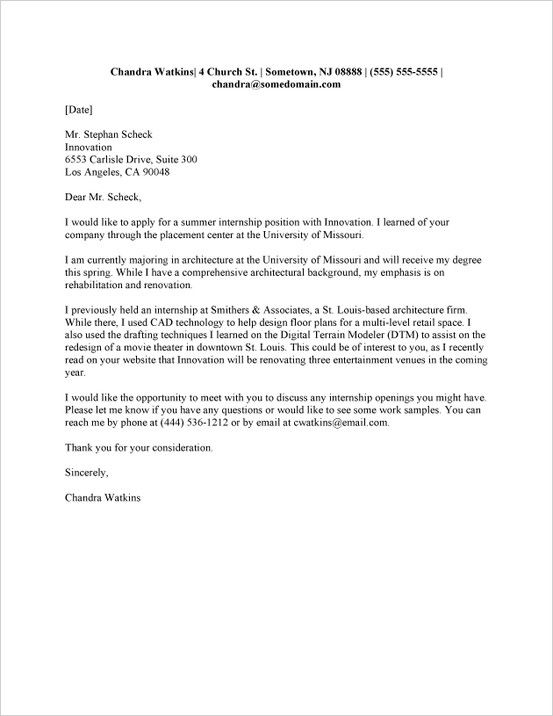 Chandra Watkins| 4 Church St. | Sometown, NJ 08888 | (555) 555-5555 |
chandra@somedomain.com
[Date]
Mr. Stephan Scheck
Innovation
6553 Carlisle Drive, Suite 300
Los Angeles, CA 90048
Dear Mr. Scheck,
I would like to apply for a summer internship position with Innovation. I learned of your
company through the placement center at the University of Missouri.
I am currently majoring in architecture at the University of Missouri and will receive my degree
this spring. While I have a comprehensive architectural background, my emphasis is on
rehabilitation and renovation.
I previously held an internship at Smithers & Associates, a St. Louis-based architecture firm.
While there, I used CAD technology to help design floor plans for a multi-level retail space. I
also used the drafting techniques I learned on the Digital Terrain Modeler (DTM) to assist on the
redesign of a movie theater in downtown St. Louis. This could be of interest to you, as I recently
read on your website that Innovation will be renovating three entertainment venues in the coming
year.
I would like the opportunity to meet with you to discuss any internship openings you might have.
Please let me know if you have any questions or would like to see some work samples. You can
reach me by phone at (444) 536-1212 or by email at cwatkins@email.com.
Thank you for your consideration.
Sincerely,
Chandra Watkins